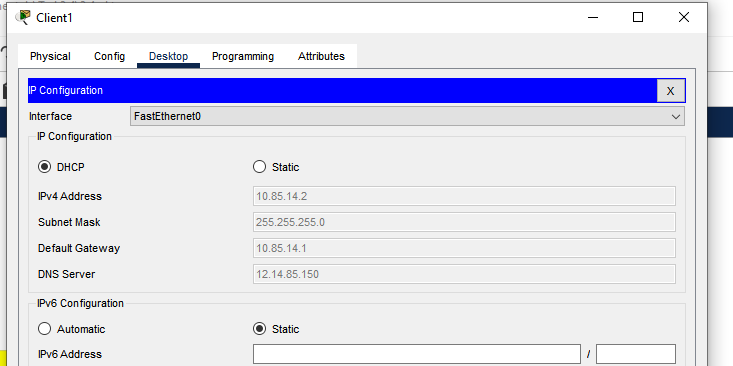 Client1
Physical Config Desktop Programming Attributes
IP Configuration X
Interface FastEthernet0
IP Configuration
DHCP Static
IPv4 Address 10.85.14.2
Subnet Mask 255.255.255.0
Default Gateway 10.85.14.1
DNS Server 12.14.85.150
IPv6 Configuration
Automatic Static
IPv6 Address /